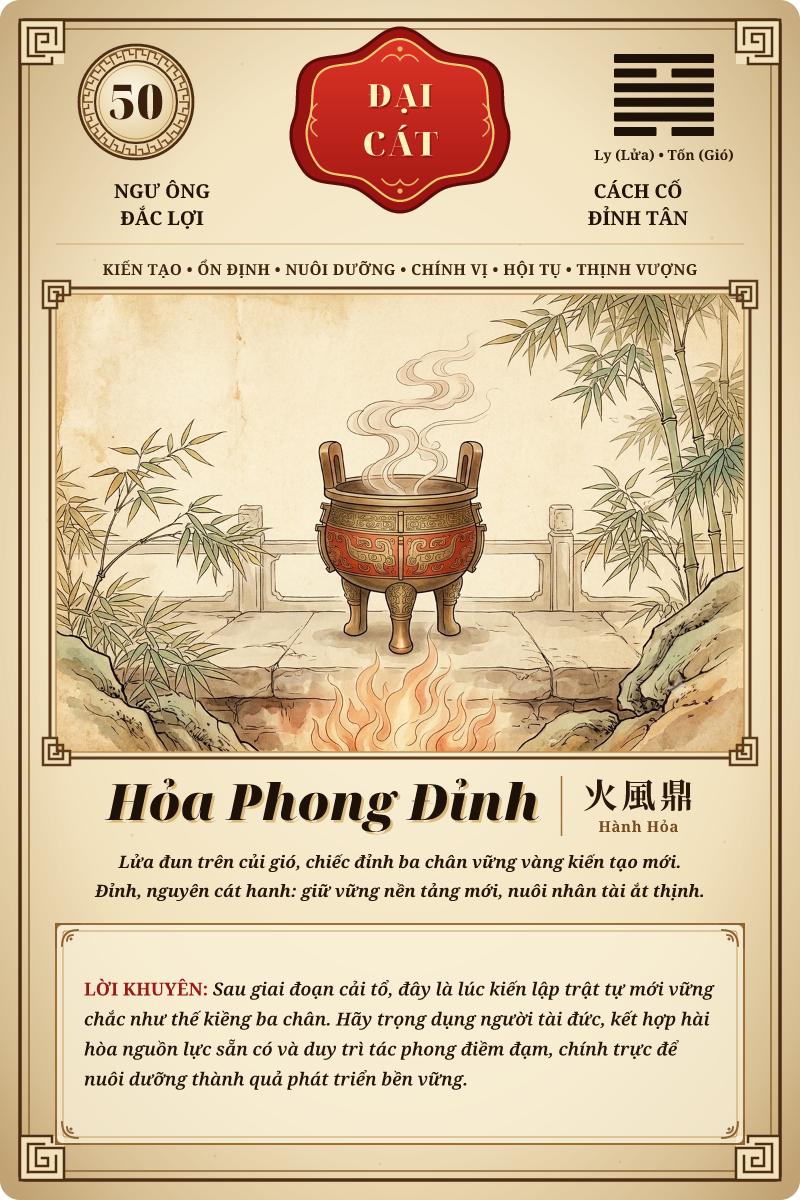 50
ĐẠI
CÁT
Ly (Lửa) • Tốn (Gió)
NGƯ ÔNG
ĐẮC LỢI
CÁCH CỐ
ĐỈNH TÂN
KIẾN TẠO • ỔN ĐỊNH • NUÔI DƯỠNG • CHÍNH VỊ • HỘI TỤ • THỊNH VƯỢNG
Hỏa Phong Đỉnh
火風鼎
Hành Hỏa
Lửa đun trên củi gió, chiếc đỉnh ba chân vững vàng kiến tạo mới.
Đỉnh, nguyên cát hanh: giữ vững nền tảng mới, nuôi nhân tài ắt thịnh.
LỜI KHUYÊN: Sau giai đoạn cải tổ, đây là lúc kiến lập trật tự mới vững
chắc như thế kiềng ba chân. Hãy trọng dụng người tài đức, kết hợp hài
hòa nguồn lực sẵn có và duy trì tác phong điềm đạm, chính trực để
nuôi dưỡng thành quả phát triển bền vững.